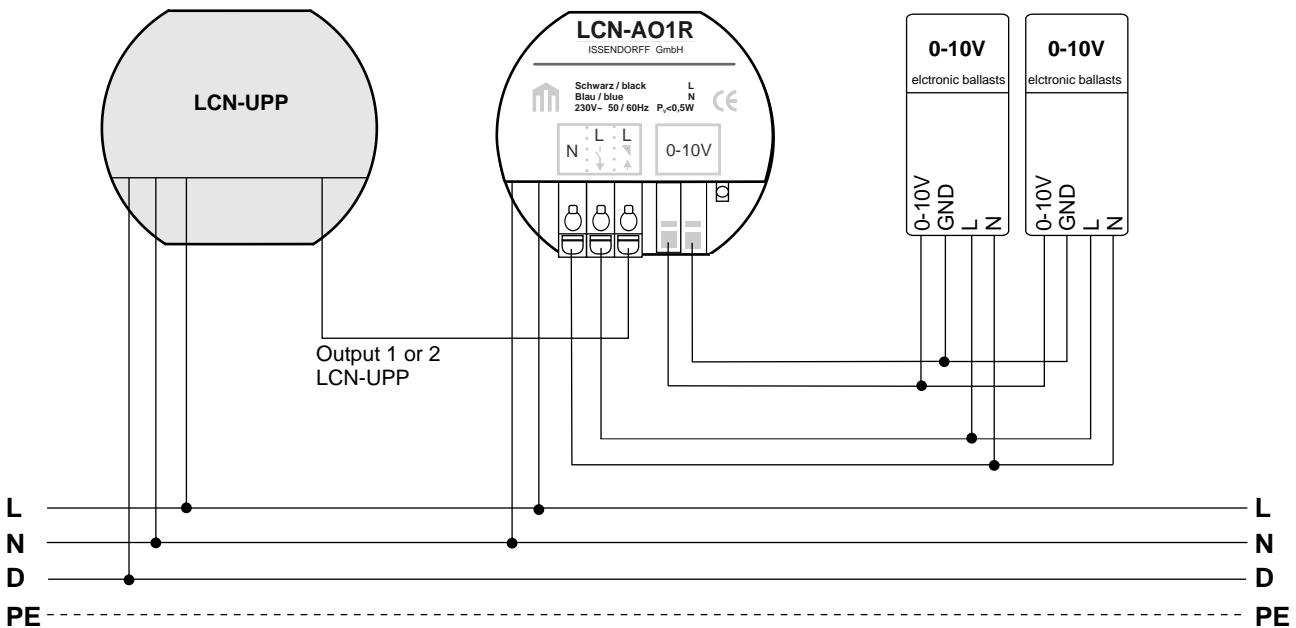 LCN-UPP
LCN-AO1R
ISSENDORFF GmbH
Schwarz / black L
Blau / blue N
230V~ 50 / 60Hz Pv<0,5W
CE
N L L
0-10V
0-10V
elctronic ballasts
0-10V
GND
L
N
0-10V
elctronic ballasts
0-10V
GND
L
N
Output 1 or 2
LCN-UPP
L L
N N
D D
PE PE